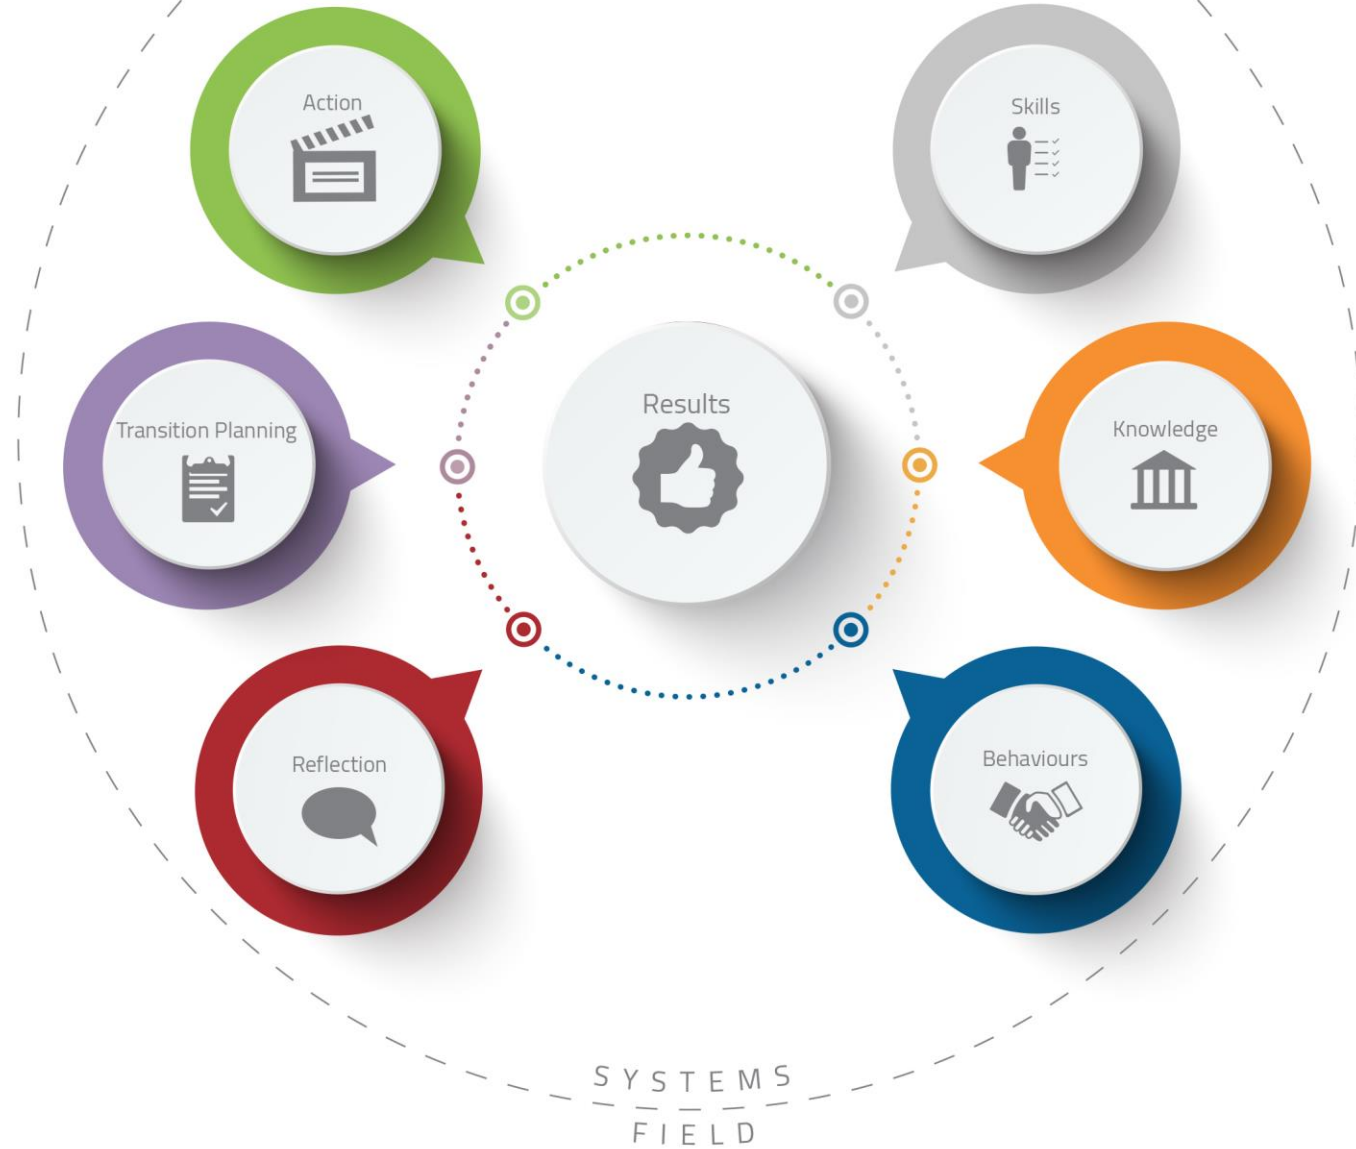 Action
Skills
Results
Transition Planning
Knowledge
Reflection
Behaviours
SYSTEMS
FIELD